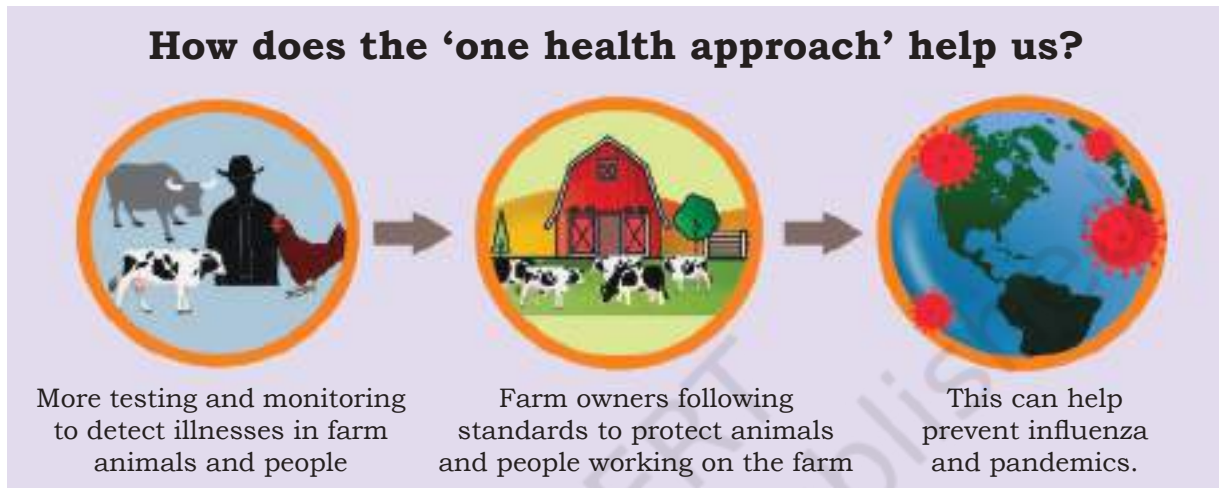 How does the ‘one health approach’ help us?
More testing and monitoring
to detect illnesses in farm
animals and people
Farm owners following
standards to protect animals
and people working on the farm
This can help
prevent influenza
and pandemics.